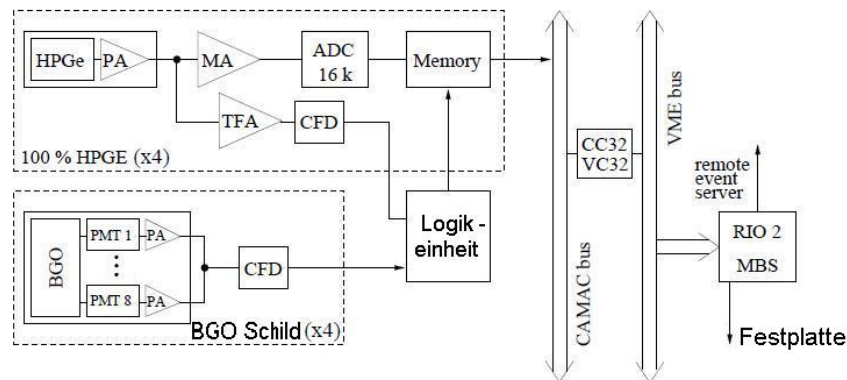 HPGe
PA
MA
ADC
16 k
Memory
TFA
CFD
100 % HPGE (x4)
BGO
PMT 1
PA
PMT 8
PA
CFD
BGO Schild (x4)
Logik -
einheit
CAMAC bus
CC32
VC32
VME bus
remote
event
server
RIO 2
MBS
Festplatte